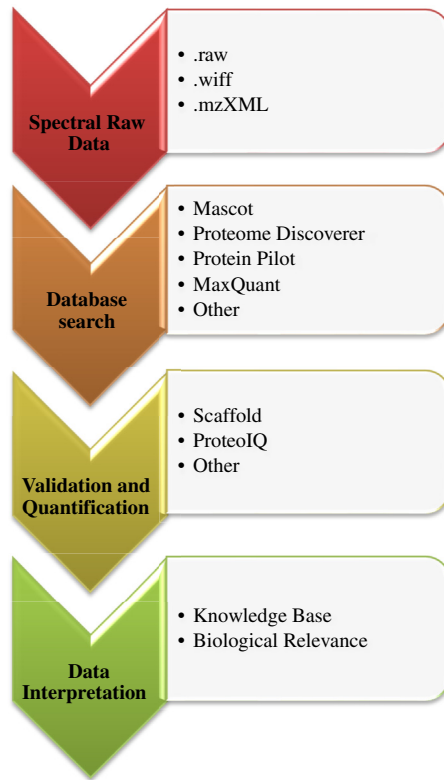 Spectral Raw
Data
• .raw
• .wiff
• .mzXML
Database
search
• Mascot
• Proteome Discoverer
• Protein Pilot
• MaxQuant
• Other
Validation and
Quantification
• Scaffold
• ProteoIQ
• Other
Data
Interpretation
• Knowledge Base
• Biological Relevance